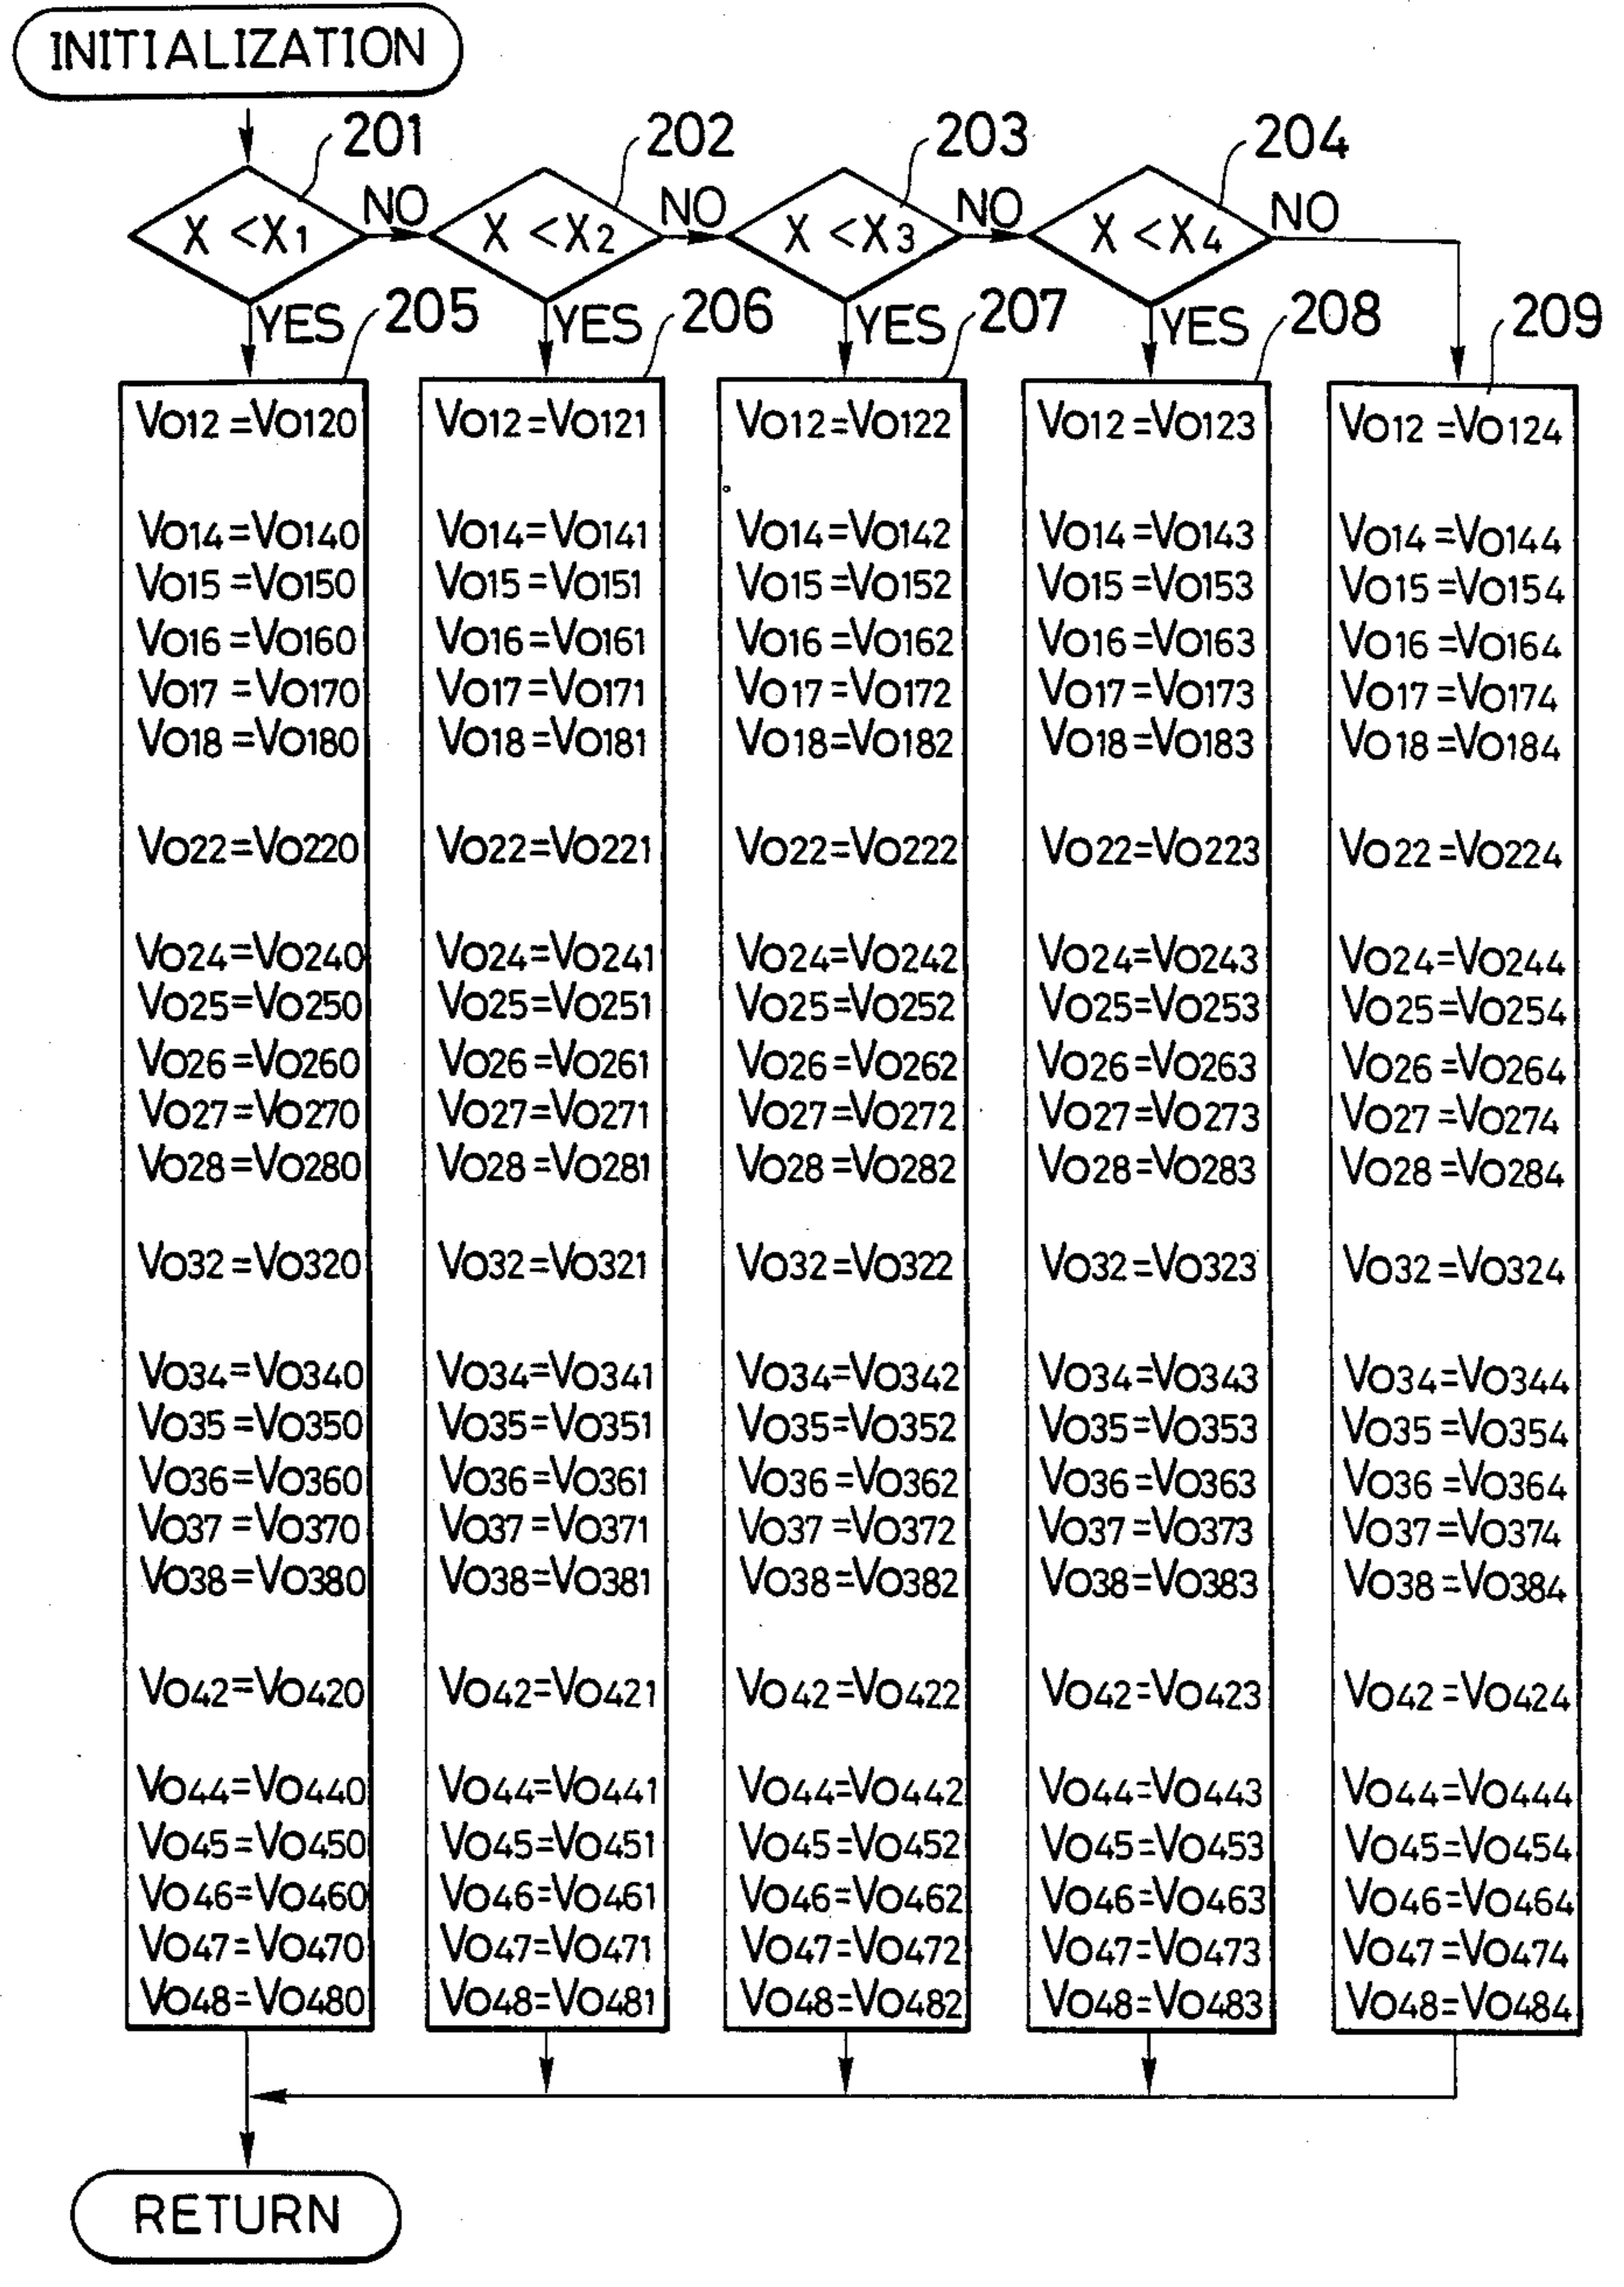 INITIALIZATION
201 202 203 204
X <X1 NO X <X2 NO X <X3 NO X <X4 NO
YES 205 YES 206 YES 207 YES 208 209
VO12 =VO120 VO12=VO121 VO12=VO122 VO12=VO123 VO12 =VO124
VO14=VO140 VO14=VO141 VO14=VO142 VO14=VO143 VO14 =VO144
VO15 =VO150 VO15 =VO151 VO15=VO152 VO15 =VO153 VO15 =VO154
VO16 =VO160 VO16 =VO161 VO16 =VO162 VO16 =VO163 VO16 =VO164
VO17 =VO170 VO17=VO171 VO17=VO172 VO17=VO173 VO17 =VO174
VO18 =VO180 VO18 =VO181 VO18=VO182 VO18 =VO183 VO18 =VO184
VO22=VO220 VO22=VO221 VO22=VO222 VO22=VO223 VO22=VO224
VO24=VO240 VO24=VO241 VO24=VO242 VO24=VO243 VO24=VO244
VO25=VO250 VO25=VO251 VO25=VO252 VO25=VO253 VO25=VO254
VO26=VO260 VO26 =VO261 VO26=VO262 VO26=VO263 VO26 =VO264
VO27=VO270 VO27=VO271 VO27=VO272 VO27=VO273 VO27 =VO274
VO28=VO280 VO28 =VO281 VO28 =VO282 VO28=VO283 VO28 =VO284
VO32=VO320 VO32=VO321 VO32=VO322 VO32 =VO323 VO32 =VO324
VO34=VO340 VO34=VO341 VO34=VO342 VO34=VO343 VO34=VO344
VO35=VO350 VO35=VO351 VO35=VO352 VO35=VO353 VO35=VO354
VO36=VO360 VO36=VO361 VO36=VO362 VO36=VO363 VO36=VO364
VO37 =VO370 VO37 =VO371 VO37 =VO372 VO37=VO373 VO37=VO374
VO38=VO380 VO38=VO381 VO38=VO382 VO38=VO383 VO38=VO384
VO42=VO420 VO42=VO421 VO42=VO422 VO42=VO423 VO42=VO424
VO44=VO440 VO44=VO441 VO44=VO442 VO44=VO443 VO44=VO444
VO45=VO450 VO45=VO451 VO45=VO452 VO45=VO453 VO45=VO454
VO46=VO460 VO46=VO461 VO46=VO462 VO46=VO463 VO46=VO464
VO47=VO470 VO47=VO471 VO47=VO472 VO47=VO473 VO47=VO474
VO48=VO480 VO48=VO481 VO48=VO482 VO48=VO483 VO48=VO484
RETURN